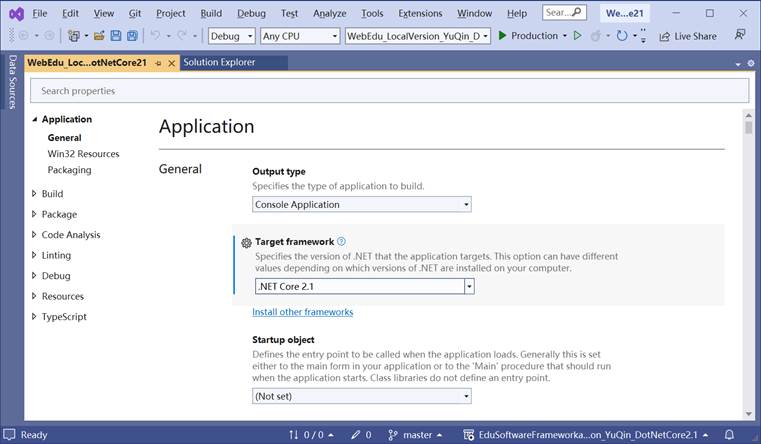 File Edit View Git Project Build Debug Test Analyze Tools Extensions Window Help Sear... We...e21
Debug Any CPU WebEdu_LocalVersion_YuQin_D Production Live Share
Data Sources
WebEdu_Loc...otNetCore21 Solution Explorer
Search properties
Application
General
Win32 Resources
Packaging
Build
Package
Code Analysis
Linting
Debug
Resources
TypeScript
Application
General
Output type
Specifies the type of application to build.
Console Application
Target framework
Specifies the version of .NET that the application targets. This option can have different
values depending on which versions of .NET are installed on your computer.
.NET Core 2.1
Install other frameworks
Startup object
Defines the entry point to be called when the application loads. Generally this is set
either to the main form in your application or to the 'Main' procedure that should run
when the application starts. Class libraries do not define an entry point.
(Not set)
Ready 0 / 0 0 master EduSoftwareFrameworka...on_YuQin_DotNetCore2.1